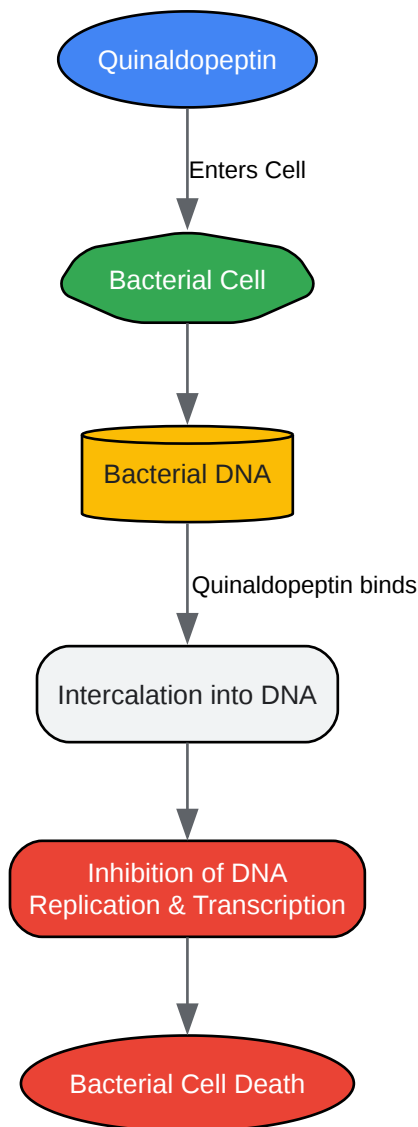 Quinaldopeptin
Enters Cell
Bacterial Cell
Bacterial DNA
Quinaldopeptin binds
Intercalation into DNA
Inhibition of DNA
Replication & Transcription
Bacterial Cell Death